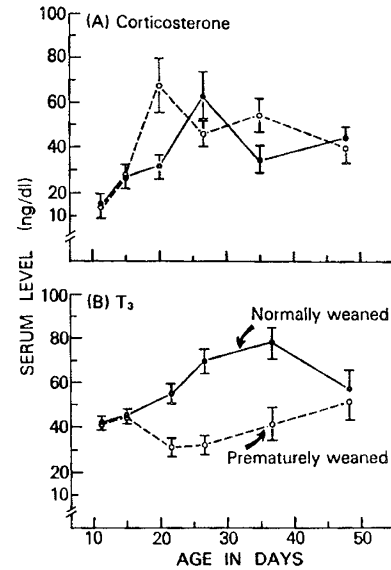 (A) Corticosterone
100
80
60
40
20
10
SERUM LEVEL (ng/dl)
(B) T₃
100
80
60
40
20
10
Normally weaned
Prematurely weaned
10 20 30 40 50
AGE IN DAYS